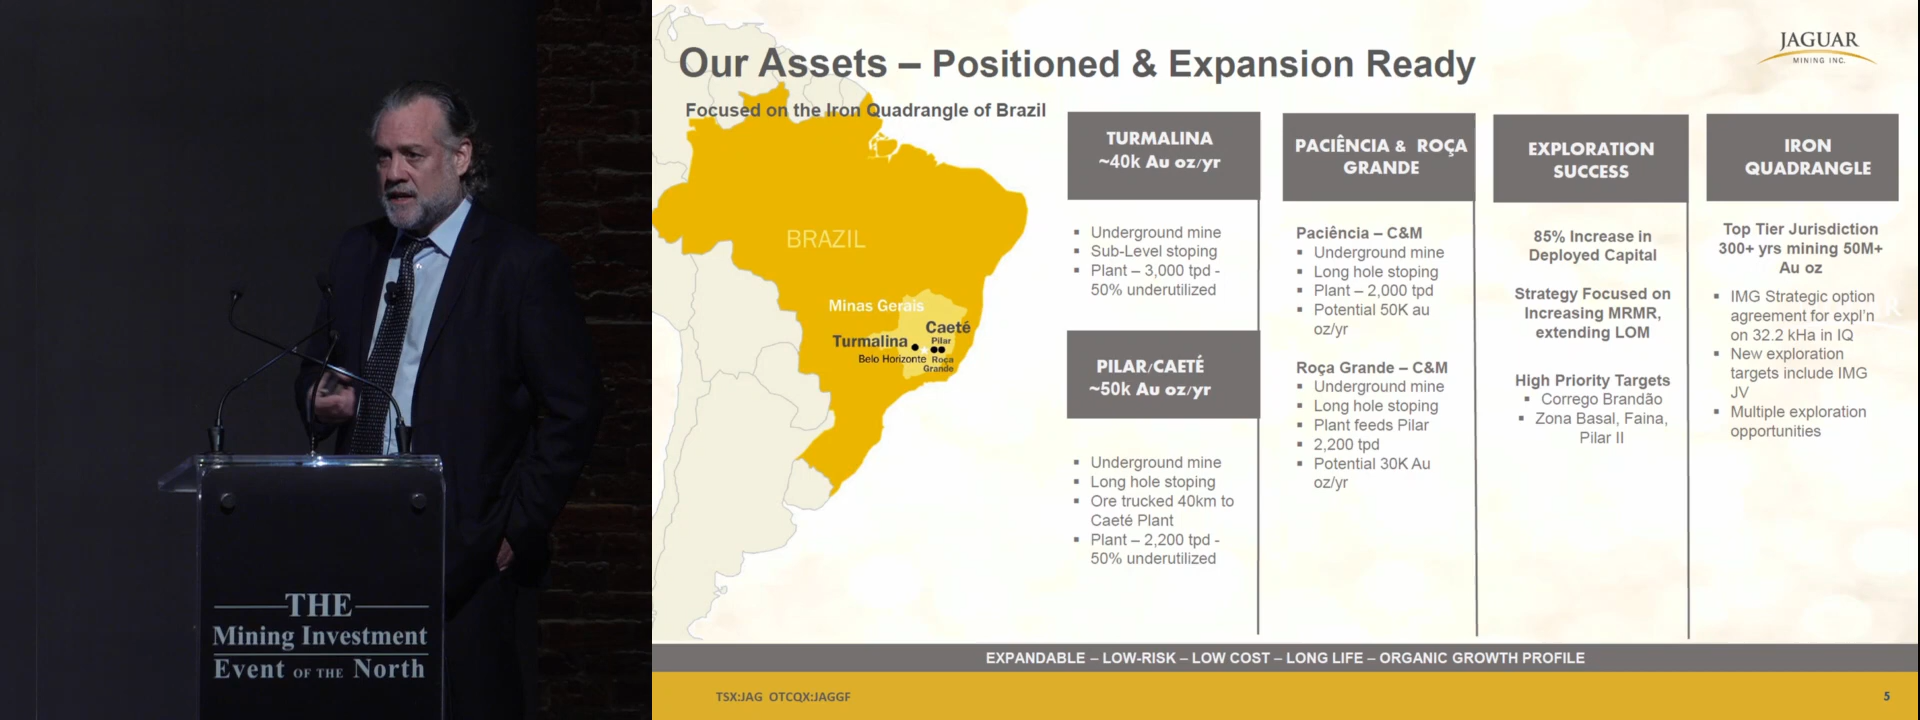 THE
Mining Investment
Event OF THE North
Our Assets – Positioned & Expansion Ready
JAGUAR
MINING INC.
Focused on the Iron Quadrangle of Brazil
BRAZIL
Minas Gerais
Caeté
Turmalina
Pilar
Belo Horizonte
Roça
Grande
TURMALINA
~40k Au oz/yr
▪ Underground mine
▪ Sub-Level stoping
▪ Plant – 3,000 tpd -
50% underutilized
PILAR/CAETÉ
~50k Au oz/yr
▪ Underground mine
▪ Long hole stoping
▪ Ore trucked 40km to
Caeté Plant
▪ Plant – 2,200 tpd -
50% underutilized
PACIÊNCIA & ROÇA
GRANDE
Paciência – C&M
▪ Underground mine
▪ Long hole stoping
▪ Plant – 2,000 tpd
▪ Potential 50K au
oz/yr
Roça Grande – C&M
▪ Underground mine
▪ Long hole stoping
▪ Plant feeds Pilar
▪ 2,200 tpd
▪ Potential 30K Au
oz/yr
EXPLORATION
SUCCESS
85% Increase in
Deployed Capital
Strategy Focused on
Increasing MRMR,
extending LOM
High Priority Targets
▪ Corrego Brandão
▪ Zona Basal, Faina,
Pilar II
IRON
QUADRANGLE
Top Tier Jurisdiction
300+ yrs mining 50M+
Au oz
▪ IMG Strategic option
agreement for expl'n
on 32.2 kHa in IQ
▪ New exploration
targets include IMG
JV
▪ Multiple exploration
opportunities
EXPANDABLE – LOW-RISK – LOW COST – LONG LIFE – ORGANIC GROWTH PROFILE
TSX:JAG OTCQX:JAGGF
5